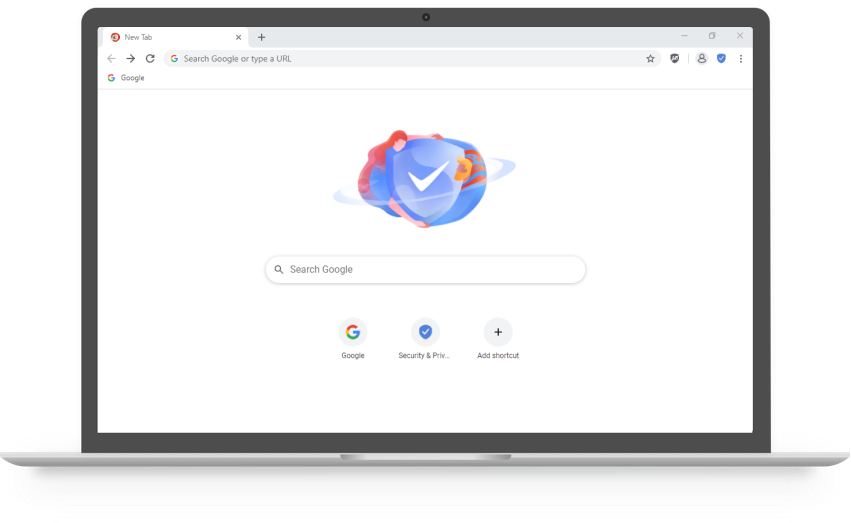 New Tab
Search Google or type a URL
Google
Search Google
Google
Security & Priv...
Add shortcut